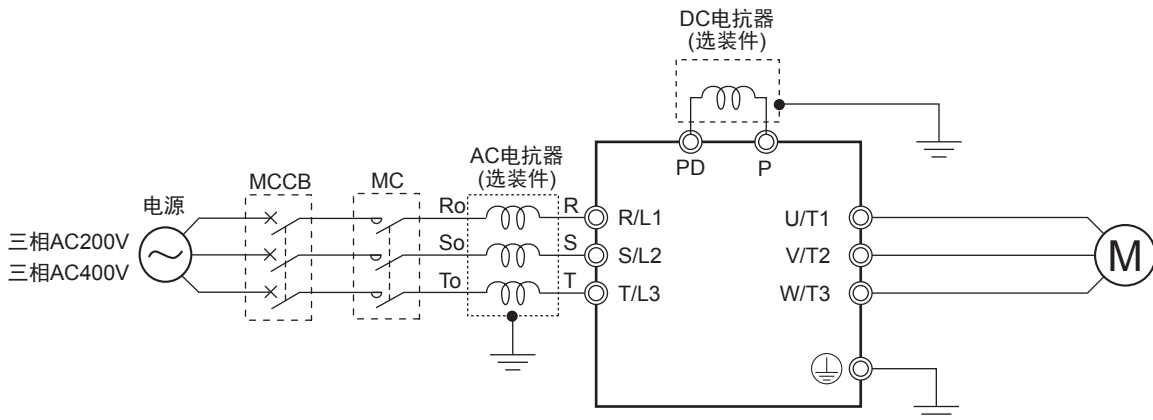 DC电抗器
(选装件)
PD
P
AC电抗器
(选装件)
MCCB
MC
电源
三相AC200V
三相AC400V
Ro
R
R/L1
U/T1
So
S
S/L2
V/T2
To
T
T/L3
W/T3
M